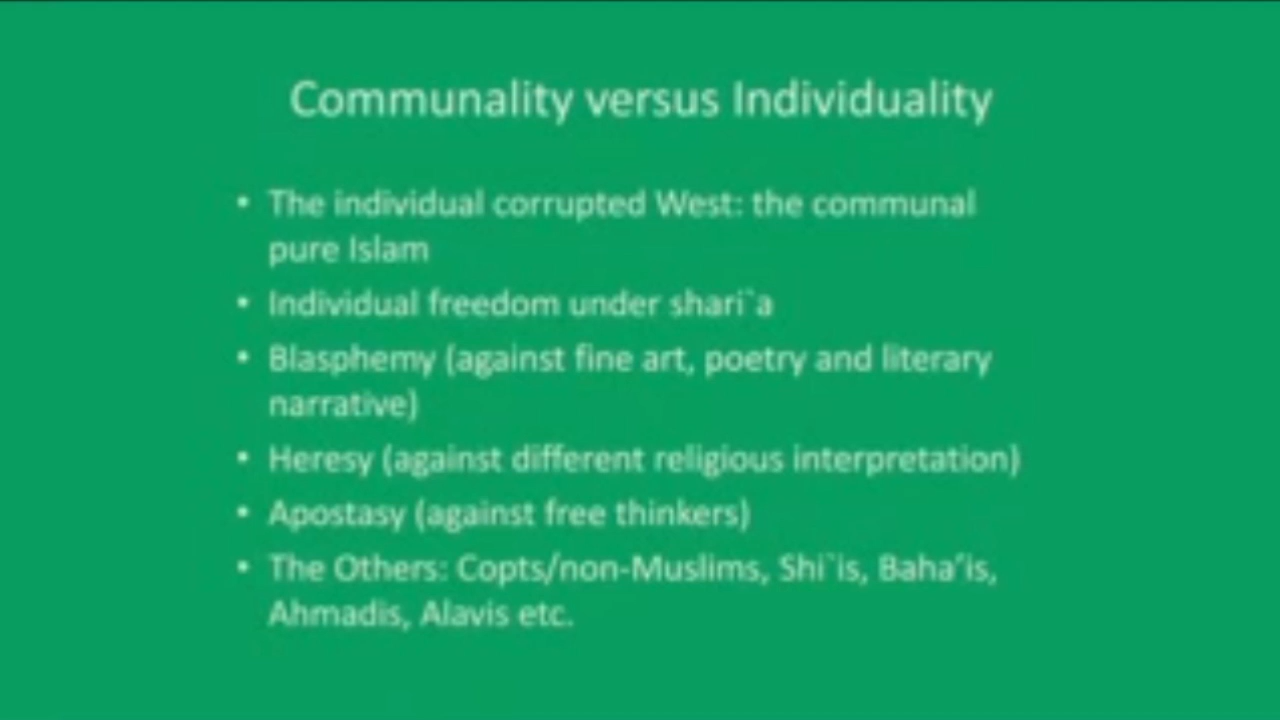 Communality versus Individuality
• The individual corrupted West: the communal
pure Islam
• Individual freedom under shari`a
• Blasphemy (against fine art, poetry and literary
narrative)
• Heresy (against different religious interpretation)
• Apostasy (against free thinkers)
• The Others: Copts/non-Muslims, Shi`is, Baha’is,
Ahmadis, Alavis etc.